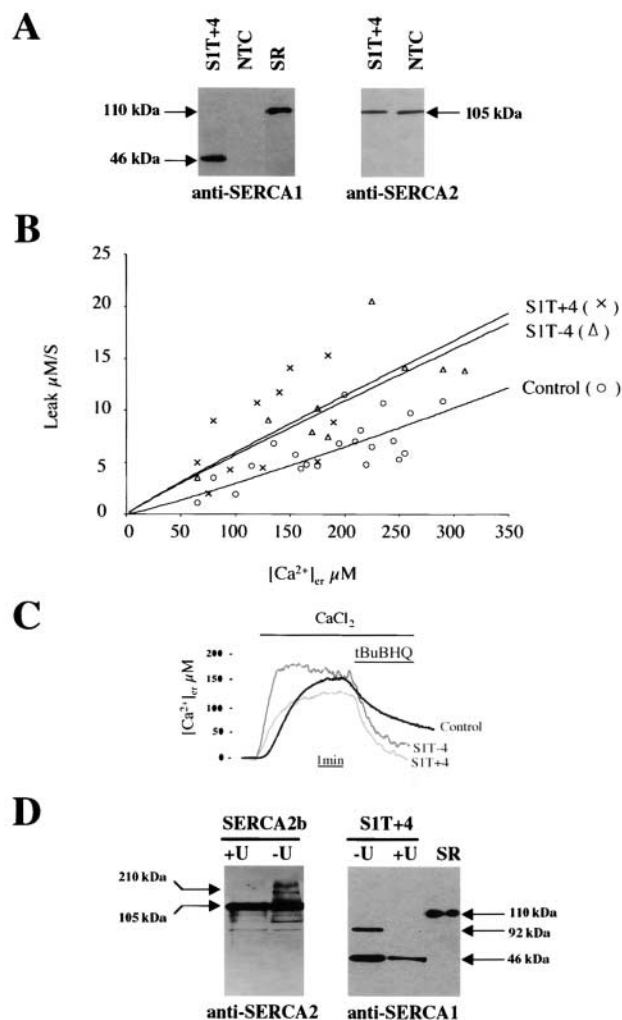 A
S1T+4 NTC SR
S1T+4 NTC
110 kDa
46 kDa
105 kDa
anti-SERCA1
anti-SERCA2
B
25
20
15
10
5
0
Leak µM/S
0 50 100 150 200 250 300 350
[Ca²⁺]er µM
S1T+4 ( × )
S1T-4 ( Δ )
Control ( ○ )
C
CaCl₂
tBuBHQ
200 -
150 -
100 -
50 -
0 -
[Ca²⁺]er µM
Control
S1T-4
S1T+4
1min
D
SERCA2b
+U -U
210 kDa
105 kDa
anti-SERCA2
S1T+4
-U +U SR
110 kDa
92 kDa
46 kDa
anti-SERCA1